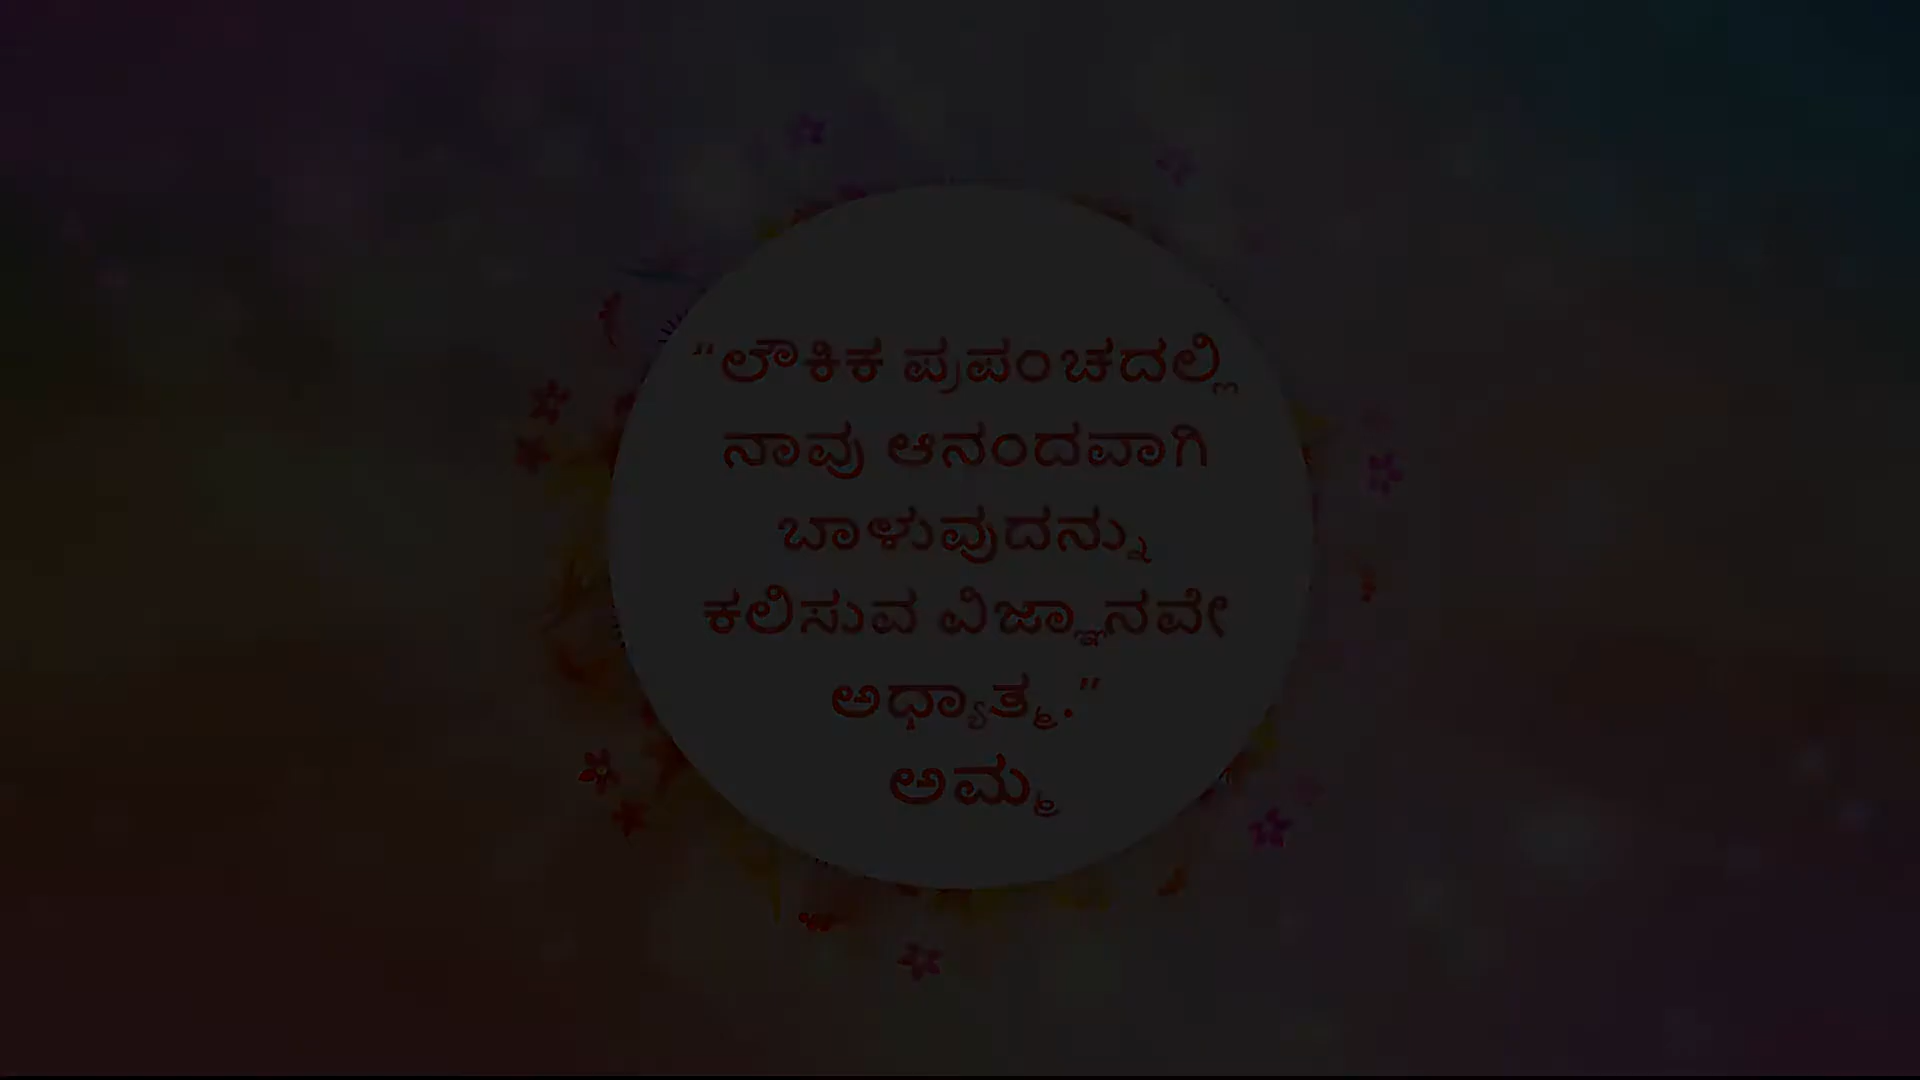 “ಲೌಕಿಕ ಪ್ರಪಂಚದಲ್ಲಿ
ನಾವು ಆನಂದವಾಗಿ
ಬಾಳುವುದನ್ನು
ಕಲಿಸುವ ವಿಜ್ಞಾನವೇ
ಅಧ್ಯಾತ್ಮ.”
ಅಮ್ಮ